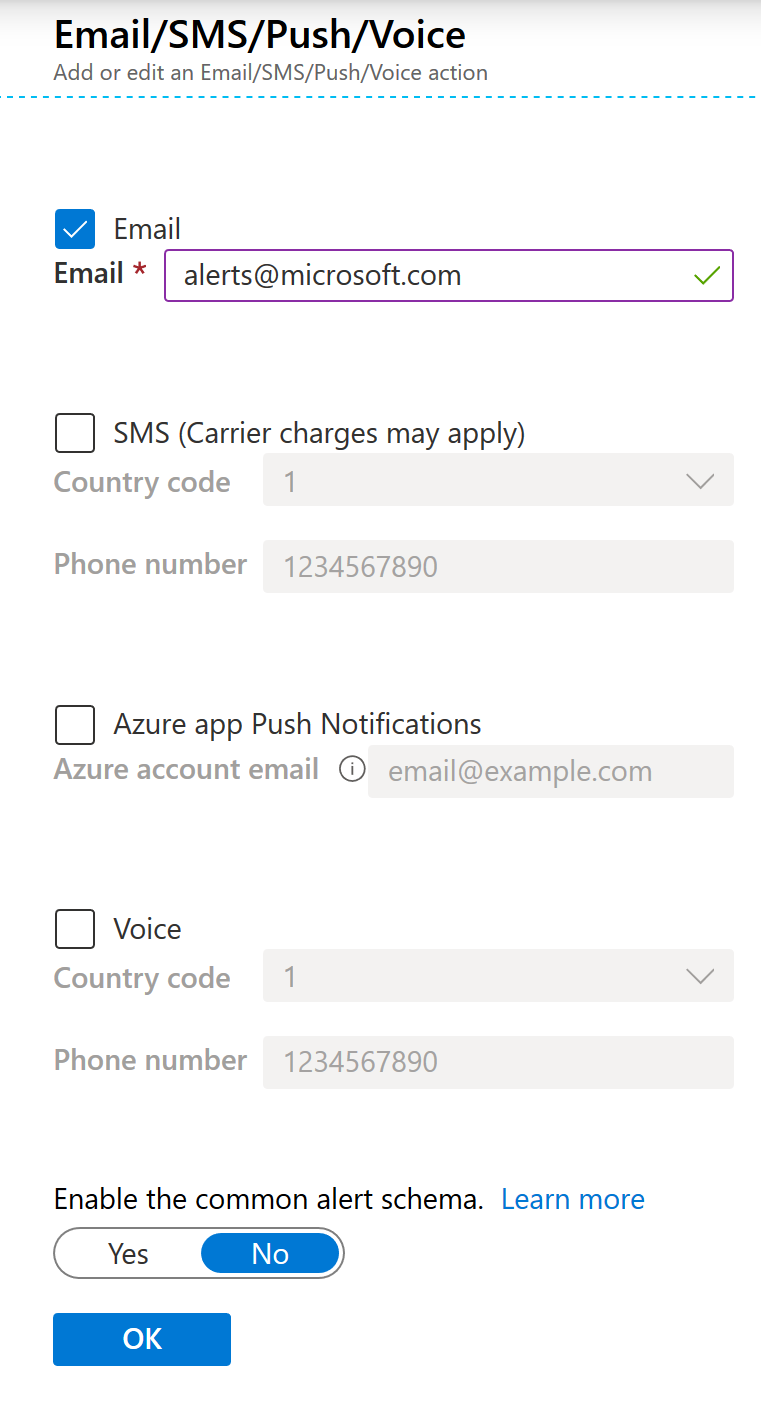 Email/SMS/Push/Voice
Add or edit an Email/SMS/Push/Voice action
Email
Email * alerts@microsoft.com
SMS (Carrier charges may apply)
Country code 1
Phone number 1234567890
Azure app Push Notifications
Azure account email email@example.com
Voice
Country code 1
Phone number 1234567890
Enable the common alert schema. Learn more
Yes No
OK